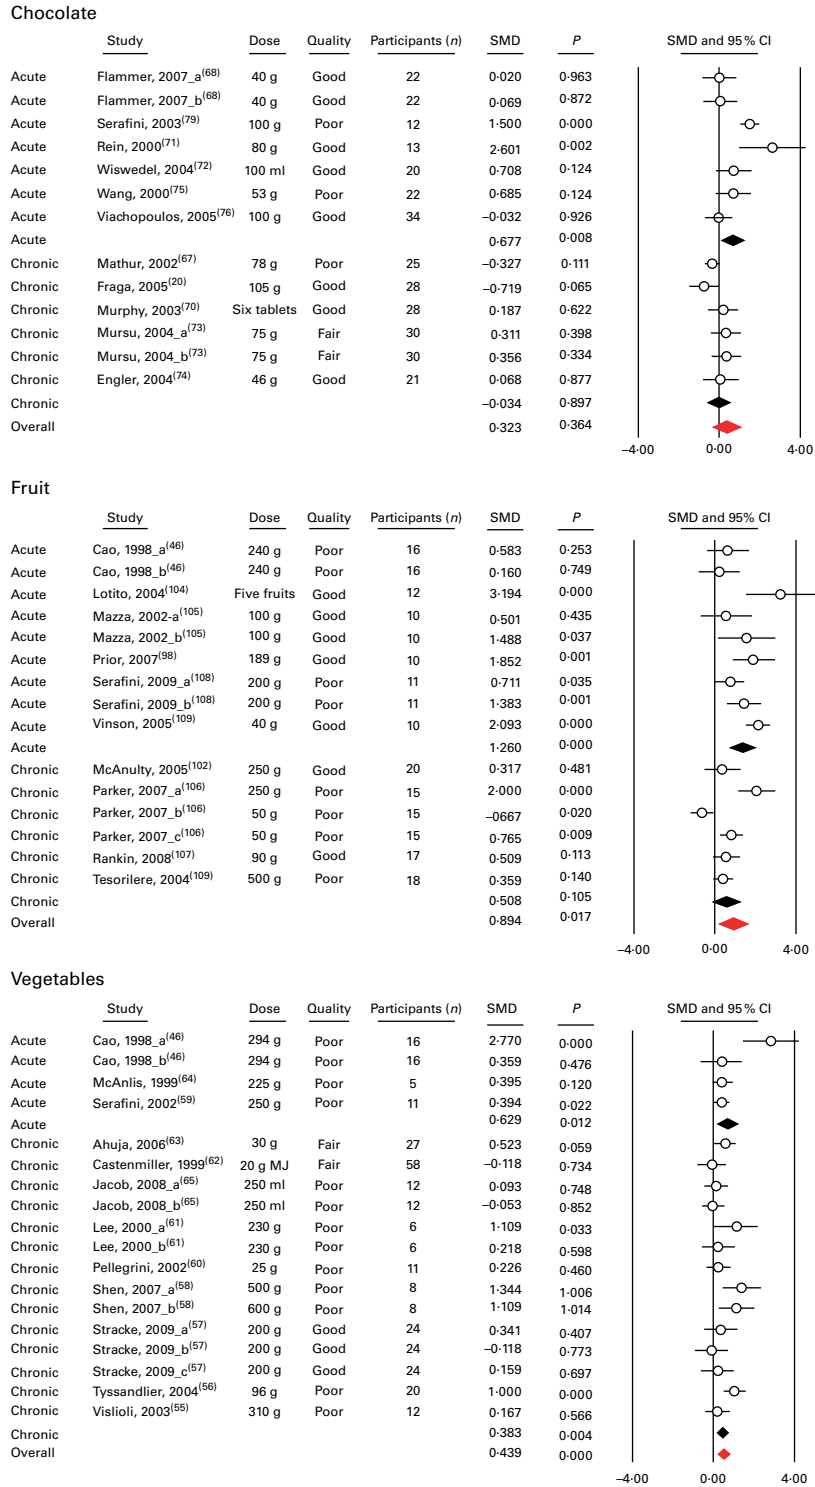 Chocolate
Study Dose Quality Participants (n) SMD P SMD and 95% CI
Acute Flammer, 2007_a(68) 40 g Good 22 0·020 0·963
Acute Flammer, 2007_b(68) 40 g Good 22 0·069 0·872
Acute Serafini, 2003(79) 100 g Poor 12 1·500 0·000
Acute Rein, 2000(71) 80 g Good 13 2·601 0·002
Acute Wiswedel, 2004(72) 100 ml Good 20 0·708 0·124
Acute Wang, 2000(75) 53 g Poor 22 0·685 0·124
Acute Viachopoulos, 2005(76) 100 g Good 34 −0·032 0·926
Acute 0·677 0·008
Chronic Mathur, 2002(67) 78 g Poor 25 −0·327 0·111
Chronic Fraga, 2005(20) 105 g Good 28 −0·719 0·065
Chronic Murphy, 2003(70) Six tablets Good 28 0·187 0·622
Chronic Mursu, 2004_a(73) 75 g Fair 30 0·311 0·398
Chronic Mursu, 2004_b(73) 75 g Fair 30 0·356 0·334
Chronic Engler, 2004(74) 46 g Good 21 0·068 0·877
Chronic −0·034 0·897
Overall 0·323 0·364
−4·00 0·00 4·00
Fruit
Study Dose Quality Participants (n) SMD P SMD and 95% CI
Acute Cao, 1998_a(46) 240 g Poor 16 0·583 0·253
Acute Cao, 1998_b(46) 240 g Poor 16 0·160 0·749
Acute Lotito, 2004(104) Five fruits Good 12 3·194 0·000
Acute Mazza, 2002-a(105) 100 g Good 10 0·501 0·435
Acute Mazza, 2002_b(105) 100 g Good 10 1·488 0·037
Acute Prior, 2007(98) 189 g Good 10 1·852 0·001
Acute Serafini, 2009_a(108) 200 g Poor 11 0·711 0·035
Acute Serafini, 2009_b(108) 200 g Poor 11 1·383 0·001
Acute Vinson, 2005(109) 40 g Good 10 2·093 0·000
Acute 1·260 0·000
Chronic McAnulty, 2005(102) 250 g Good 20 0·317 0·481
Chronic Parker, 2007_a(106) 250 g Poor 15 2·000 0·000
Chronic Parker, 2007_b(106) 50 g Poor 15 −0667 0·020
Chronic Parker, 2007_c(106) 50 g Poor 15 0·765 0·009
Chronic Rankin, 2008(107) 90 g Good 17 0·509 0·113
Chronic Tesorilere, 2004(109) 500 g Poor 18 0·359 0·140
Chronic 0·508 0·105
Overall 0·894 0·017
−4·00 0·00 4·00
Vegetables
Study Dose Quality Participants (n) SMD P SMD and 95% CI
Acute Cao, 1998_a(46) 294 g Poor 16 2·770 0·000
Acute Cao, 1998_b(46) 294 g Poor 16 0·359 0·476
Acute McAnlis, 1999(64) 225 g Poor 5 0·395 0·120
Acute Serafini, 2002(59) 250 g Poor 11 0·394 0·022
Acute 0·629 0·012
Chronic Ahuja, 2006(63) 30 g Fair 27 0·523 0·059
Chronic Castenmiller, 1999(62) 20 g MJ Fair 58 −0·118 0·734
Chronic Jacob, 2008_a(65) 250 ml Poor 12 0·093 0·748
Chronic Jacob, 2008_b(65) 250 ml Poor 12 −0·053 0·852
Chronic Lee, 2000_a(61) 230 g Poor 6 1·109 0·033
Chronic Lee, 2000_b(61) 230 g Poor 6 0·218 0·598
Chronic Pellegrini, 2002(60) 25 g Poor 11 0·226 0·460
Chronic Shen, 2007_a(58) 500 g Poor 8 1·344 1·006
Chronic Shen, 2007_b(58) 600 g Poor 8 1·109 1·014
Chronic Stracke, 2009_a(57) 200 g Good 24 0·341 0·407
Chronic Stracke, 2009_b(57) 200 g Good 24 −0·118 0·773
Chronic Stracke, 2009_c(57) 200 g Good 24 0·159 0·697
Chronic Tyssandlier, 2004(56) 96 g Poor 20 1·000 0·000
Chronic Vislioli, 2003(55) 310 g Poor 12 0·167 0·566
Chronic 0·383 0·004
Overall 0·439 0·000
−4·00 0·00 4·00